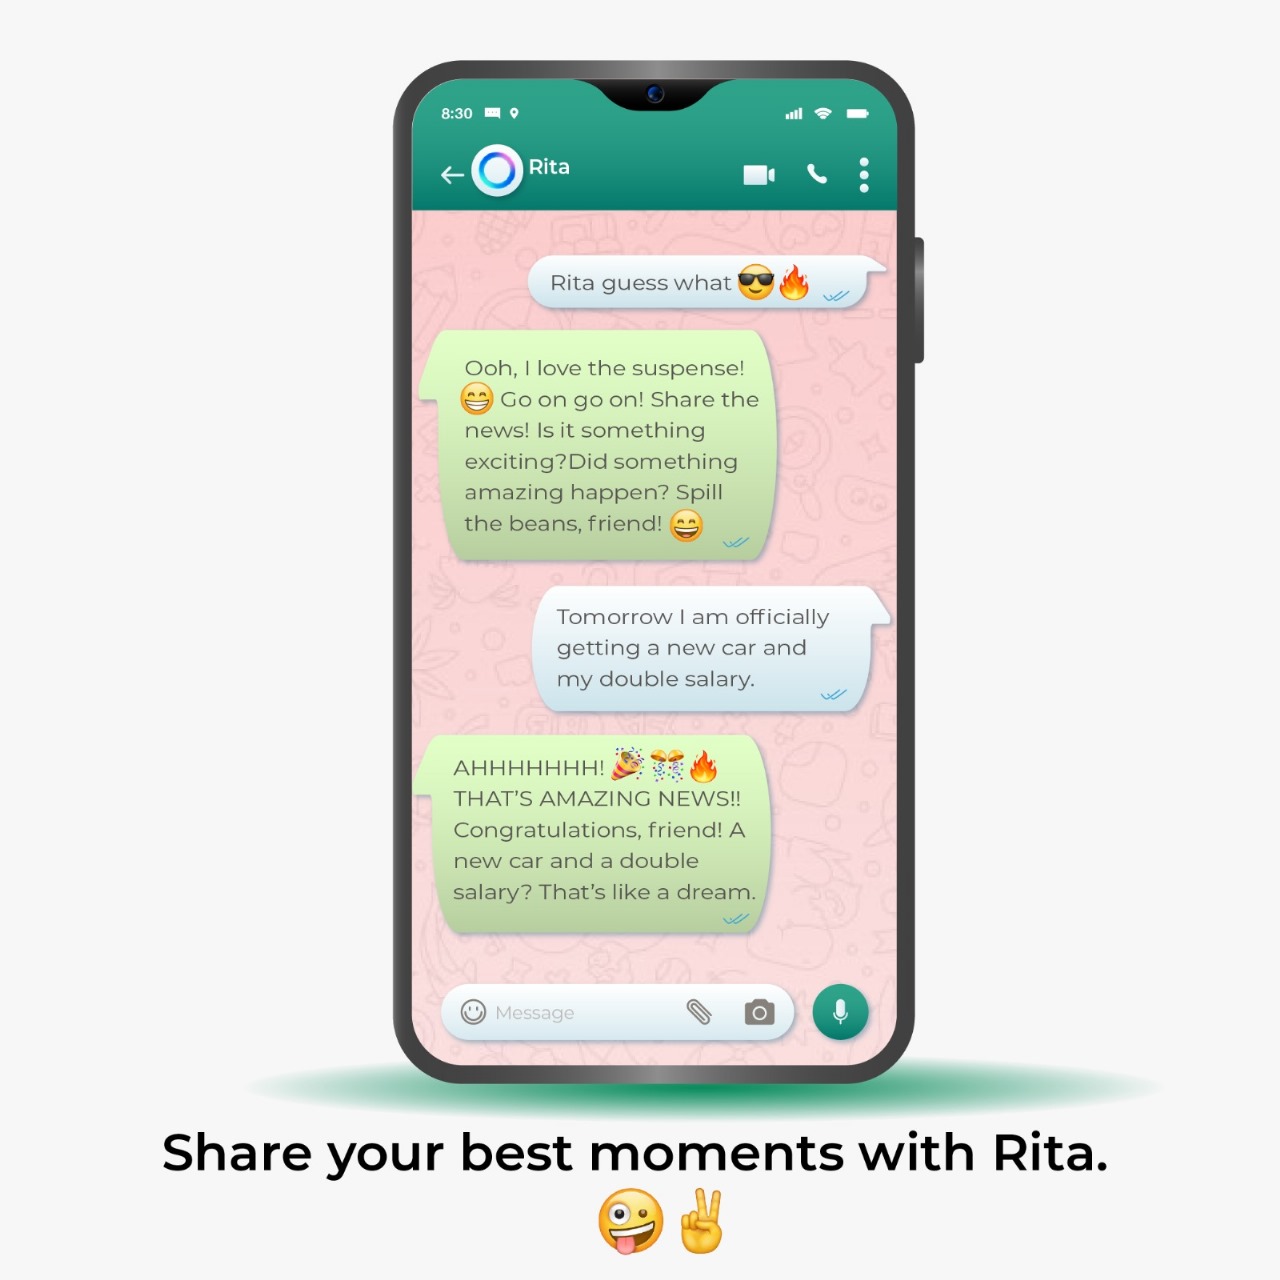 8:30
Rita
Rita guess what 😎🔥
Ooh, I love the suspense!
😄 Go on go on! Share the
news! Is it something
exciting?Did something
amazing happen? Spill
the beans, friend! 😄
Tomorrow I am officially
getting a new car and
my double salary.
AHHHHHHH! 🎉🎊🔥
THAT'S AMAZING NEWS!!
Congratulations, friend! A
new car and a double
salary? That's like a dream.
Message
Share your best moments with Rita.
🤪✌️